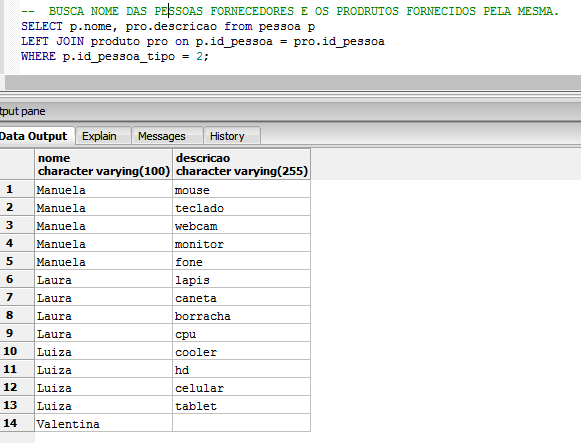 --  BUSCA NOME DAS PESSOAS FORNECEDORES E OS PRODRUTOS FORNECIDOS PELA MESMA.
SELECT p.nome, pro.descricao from pessoa p
LEFT JOIN produto pro on p.id_pessoa = pro.id_pessoa
WHERE p.id_pessoa_tipo = 2;
tput pane
Data Output Explain Messages History
nome descricao
character varying(100) character varying(255)
1 Manuela mouse
2 Manuela teclado
3 Manuela webcam
4 Manuela monitor
5 Manuela fone
6 Laura lapis
7 Laura caneta
8 Laura borracha
9 Laura cpu
10 Luiza cooler
11 Luiza hd
12 Luiza celular
13 Luiza tablet
14 Valentina